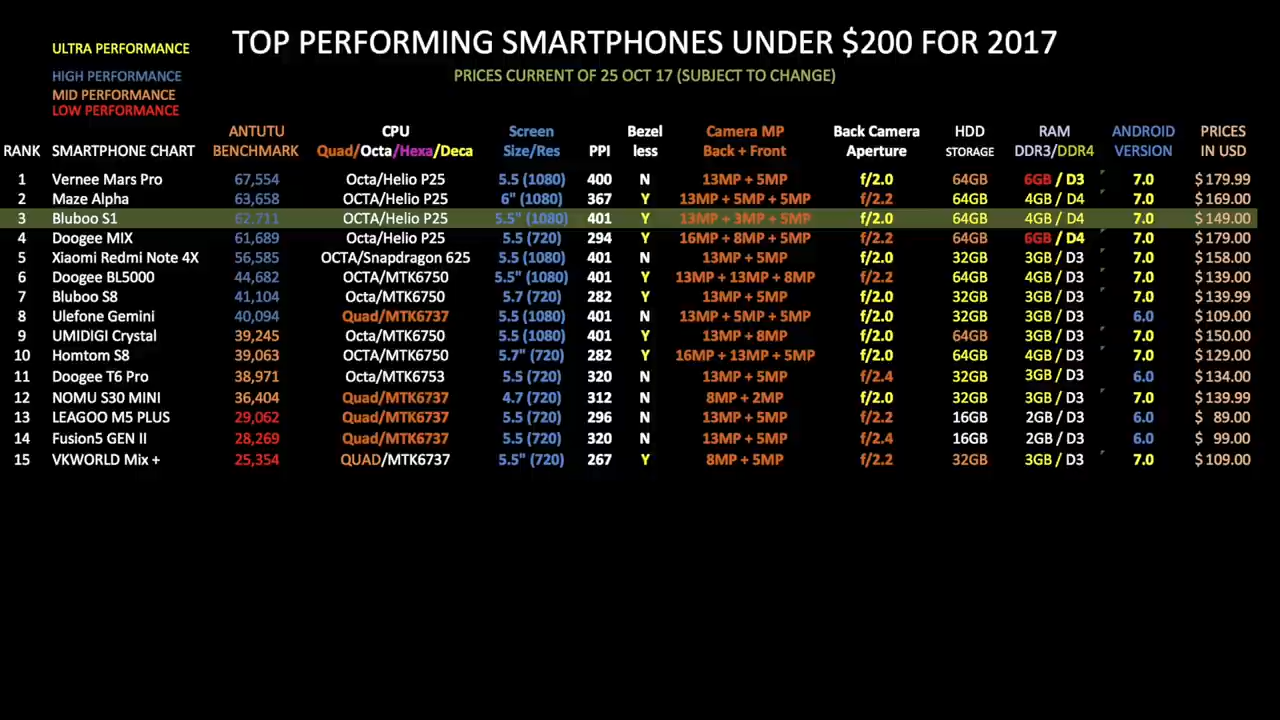 ULTRA PERFORMANCE
TOP PERFORMING SMARTPHONES UNDER $200 FOR 2017
HIGH PERFORMANCE
PRICES CURRENT OF 25 OCT 17 (SUBJECT TO CHANGE)
MID PERFORMANCE
LOW PERFORMANCE
ANTUTU CPU Screen Bezel Camera MP Back Camera HDD RAM ANDROID PRICES
RANK SMARTPHONE CHART BENCHMARK Quad/Octa/Hexa/Deca Size/Res PPI less Back + Front Aperture STORAGE DDR3/DDR4 VERSION IN USD
1 Vernee Mars Pro 67,554 Octa/Helio P25 5.5 (1080) 400 N 13MP + 5MP f/2.0 64GB 6GB / D3 7.0 $179.99
2 Maze Alpha 63,658 OCTA/Helio P25 6" (1080) 367 Y 13MP + 5MP + 5MP f/2.2 64GB 4GB / D4 7.0 $169.00
3 Bluboo S1 62,711 OCTA/Helio P25 5.5" (1080) 401 Y 13MP + 3MP + 5MP f/2.0 64GB 4GB / D4 7.0 $149.00
4 Doogee MIX 61,689 Octa/Helio P25 5.5 (720) 294 Y 16MP + 8MP + 5MP f/2.2 64GB 6GB / D4 7.0 $179.00
5 Xiaomi Redmi Note 4X 56,585 OCTA/Snapdragon 625 5.5 (1080) 401 N 13MP + 5MP f/2.0 32GB 3GB / D3 7.0 $158.00
6 Doogee BL5000 44,682 OCTA/MTK6750 5.5" (1080) 401 Y 13MP + 13MP + 8MP f/2.2 64GB 4GB / D3 7.0 $139.00
7 Bluboo S8 41,104 Octa/MTK6750 5.7 (720) 282 Y 13MP + 5MP f/2.0 32GB 3GB / D3 7.0 $139.99
8 Ulefone Gemini 40,094 Quad/MTK6737 5.5 (1080) 401 N 13MP + 5MP + 5MP f/2.0 32GB 3GB / D3 6.0 $109.00
9 UMIDIGI Crystal 39,245 Octa/MTK6750 5.5 (1080) 401 Y 13MP + 8MP f/2.0 64GB 3GB / D3 7.0 $150.00
10 Homtom S8 39,063 OCTA/MTK6750 5.7" (720) 282 Y 16MP + 13MP + 5MP f/2.0 64GB 4GB / D3 7.0 $129.00
11 Doogee T6 Pro 38,971 Octa/MTK6753 5.5 (720) 320 N 13MP + 5MP f/2.4 32GB 3GB / D3 6.0 $134.00
12 NOMU S30 MINI 36,404 Quad/MTK6737 4.7 (720) 312 N 8MP + 2MP f/2.0 32GB 3GB / D3 7.0 $139.99
13 LEAGOO M5 PLUS 29,062 Quad/MTK6737 5.5 (720) 296 N 13MP + 5MP f/2.2 16GB 2GB / D3 6.0 $ 89.00
14 Fusion5 GEN II 28,269 Quad/MTK6737 5.5 (720) 320 N 13MP + 5MP f/2.4 16GB 2GB / D3 6.0 $ 99.00
15 VKWORLD Mix + 25,354 QUAD/MTK6737 5.5" (720) 267 Y 8MP + 5MP f/2.2 32GB 3GB / D3 7.0 $109.00